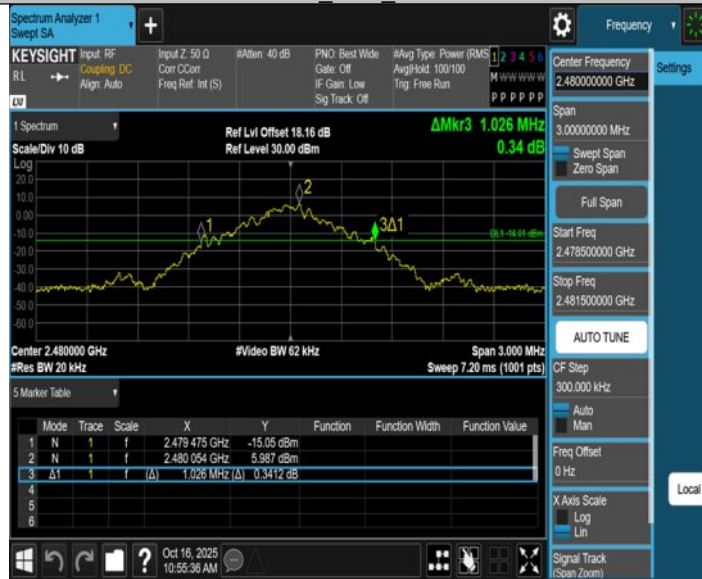 Spectrum Analyzer 1
Swept SA
+
Frequency
KEYSIGHT
RL
LXI
Input: RF
Coupling: DC
Align: Auto
Input Z: 50 Ω
Corr CCorr
Freq Ref: Int (S)
#Atten: 40 dB
PNO: Best Wide
Gate: Off
IF Gain: Low
Sig Track: Off
#Avg Type: Power (RMS
Avg|Hold: 100/100
Trig: Free Run
1 2 3 4 5 6
M W W W W W
P P P P P P
1 Spectrum
Scale/Div 10 dB
Ref Lvl Offset 18.16 dB
Ref Level 30.00 dBm
ΔMkr3 1.026 MHz
0.34 dB
Log
20.0
10.0
0.00
-10.0
-20.0
-30.0
-40.0
-50.0
-60.0
1
2
3Δ1
DL1 -14.01 dBm
Center 2.480000 GHz
#Res BW 20 kHz
#Video BW 62 kHz
Span 3.000 MHz
Sweep 7.20 ms (1001 pts)
5 Marker Table
Mode Trace Scale X Y Function Function Width Function Value
1 N 1 f 2.479 475 GHz -15.05 dBm
2 N 1 f 2.480 054 GHz 5.987 dBm
3 Δ1 1 f (Δ) 1.026 MHz (Δ) 0.3412 dB
4
5
6
Oct 16, 2025
10:55:36 AM
?
Center Frequency
2.480000000 GHz
Span
3.00000000 MHz
Swept Span
Zero Span
Full Span
Start Freq
2.478500000 GHz
Stop Freq
2.481500000 GHz
AUTO TUNE
CF Step
300.000 kHz
Auto
Man
Freq Offset
0 Hz
X Axis Scale
Log
Lin
Signal Track
(Span Zoom)
Settings
Local